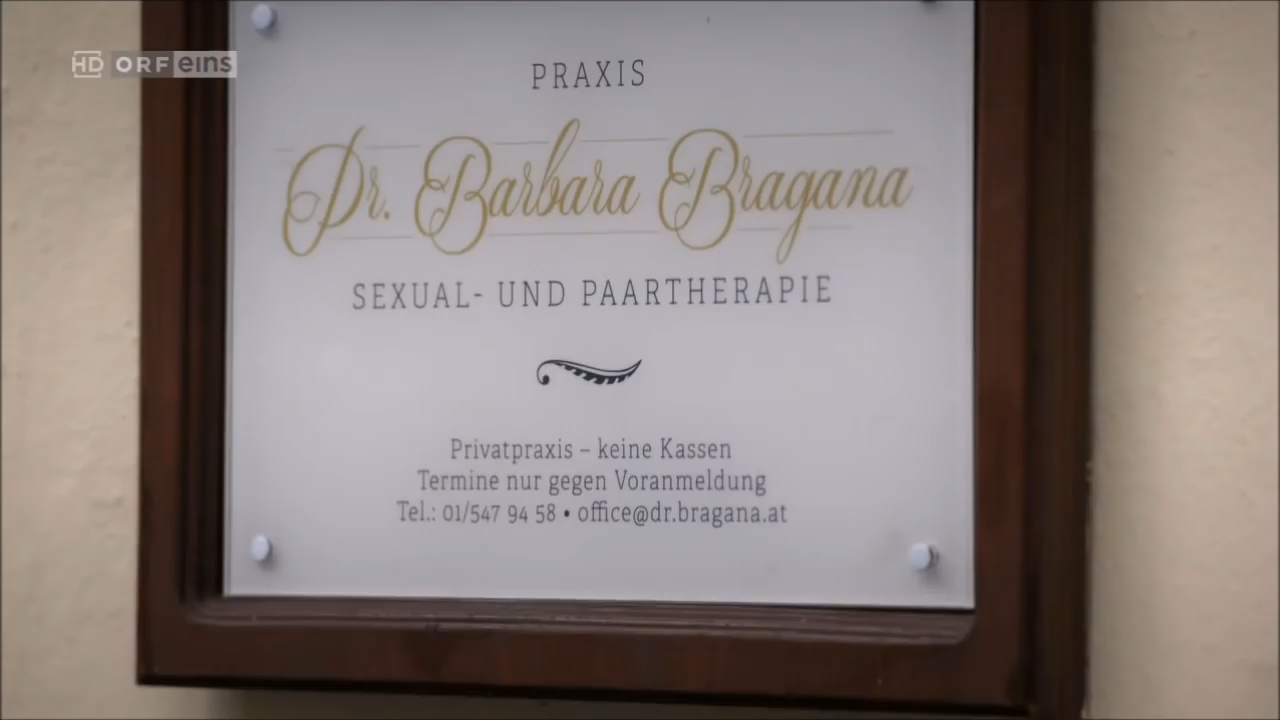 HD ORF eins
PRAXIS
Dr. Barbara Bragana
SEXUAL- UND PAARTHERAPIE
Privatpraxis – keine Kassen
Termine nur gegen Voranmeldung
Tel.: 01/547 94 58 • office@dr.bragana.at